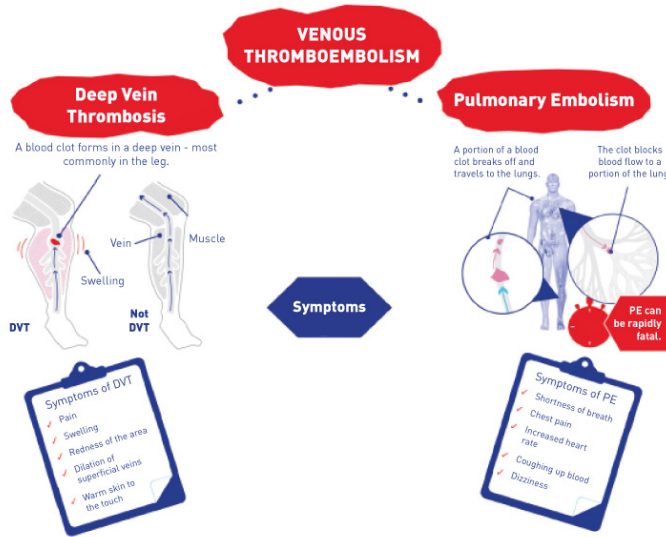 VENOUS
THROMBOEMBOLISM
Deep Vein
Thrombosis
A blood clot forms in a deep vein - most
commonly in the leg.
Vein
Muscle
Swelling
DVT
Not
DVT
Pulmonary Embolism
A portion of a blood
clot breaks off and
travels to the lungs.
The clot blocks
blood flow to a
portion of the lung
PE can
be rapidly
fatal.
Symptoms
Symptoms of DVT
Pain
Swelling
Redness of the area
Dilation of
superficial veins
Warm skin to
the touch
Symptoms of PE
Shortness of breath
Chest pain
Increased heart
rate
Coughing up blood
Dizziness